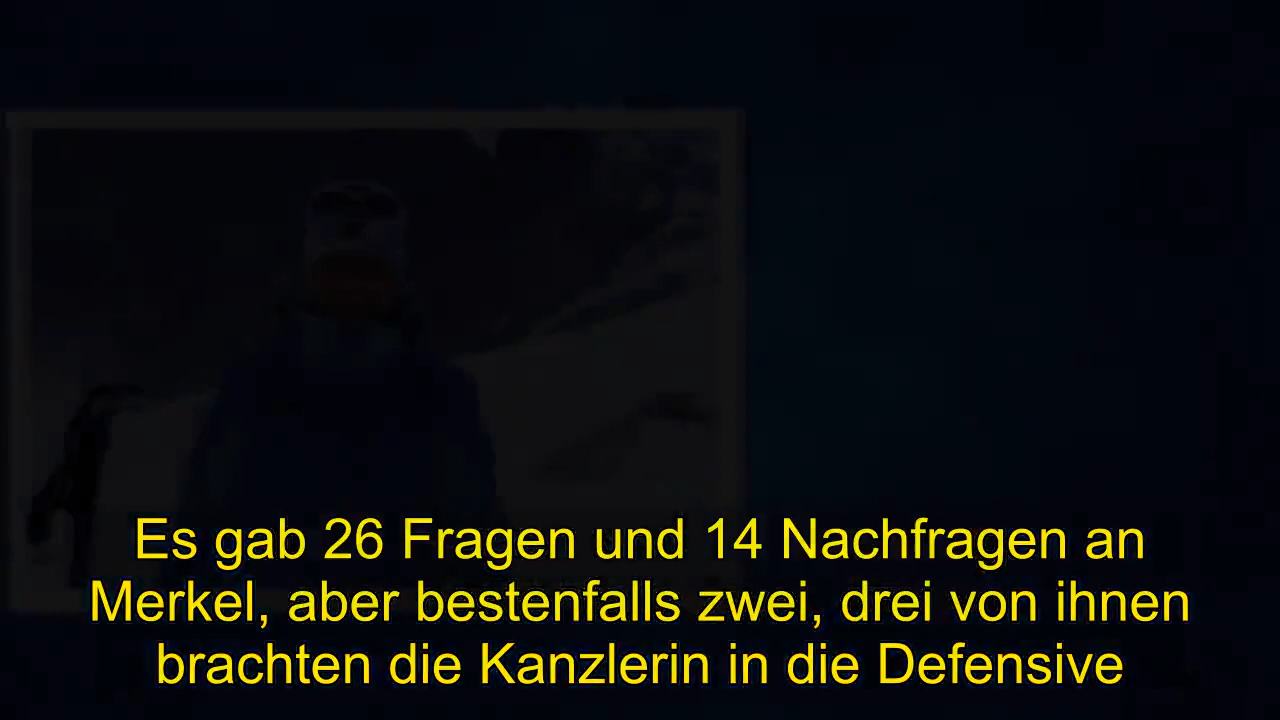 Es gab 26 Fragen und 14 Nachfragen an
Merkel, aber bestenfalls zwei, drei von ihnen
brachten die Kanzlerin in die Defensive